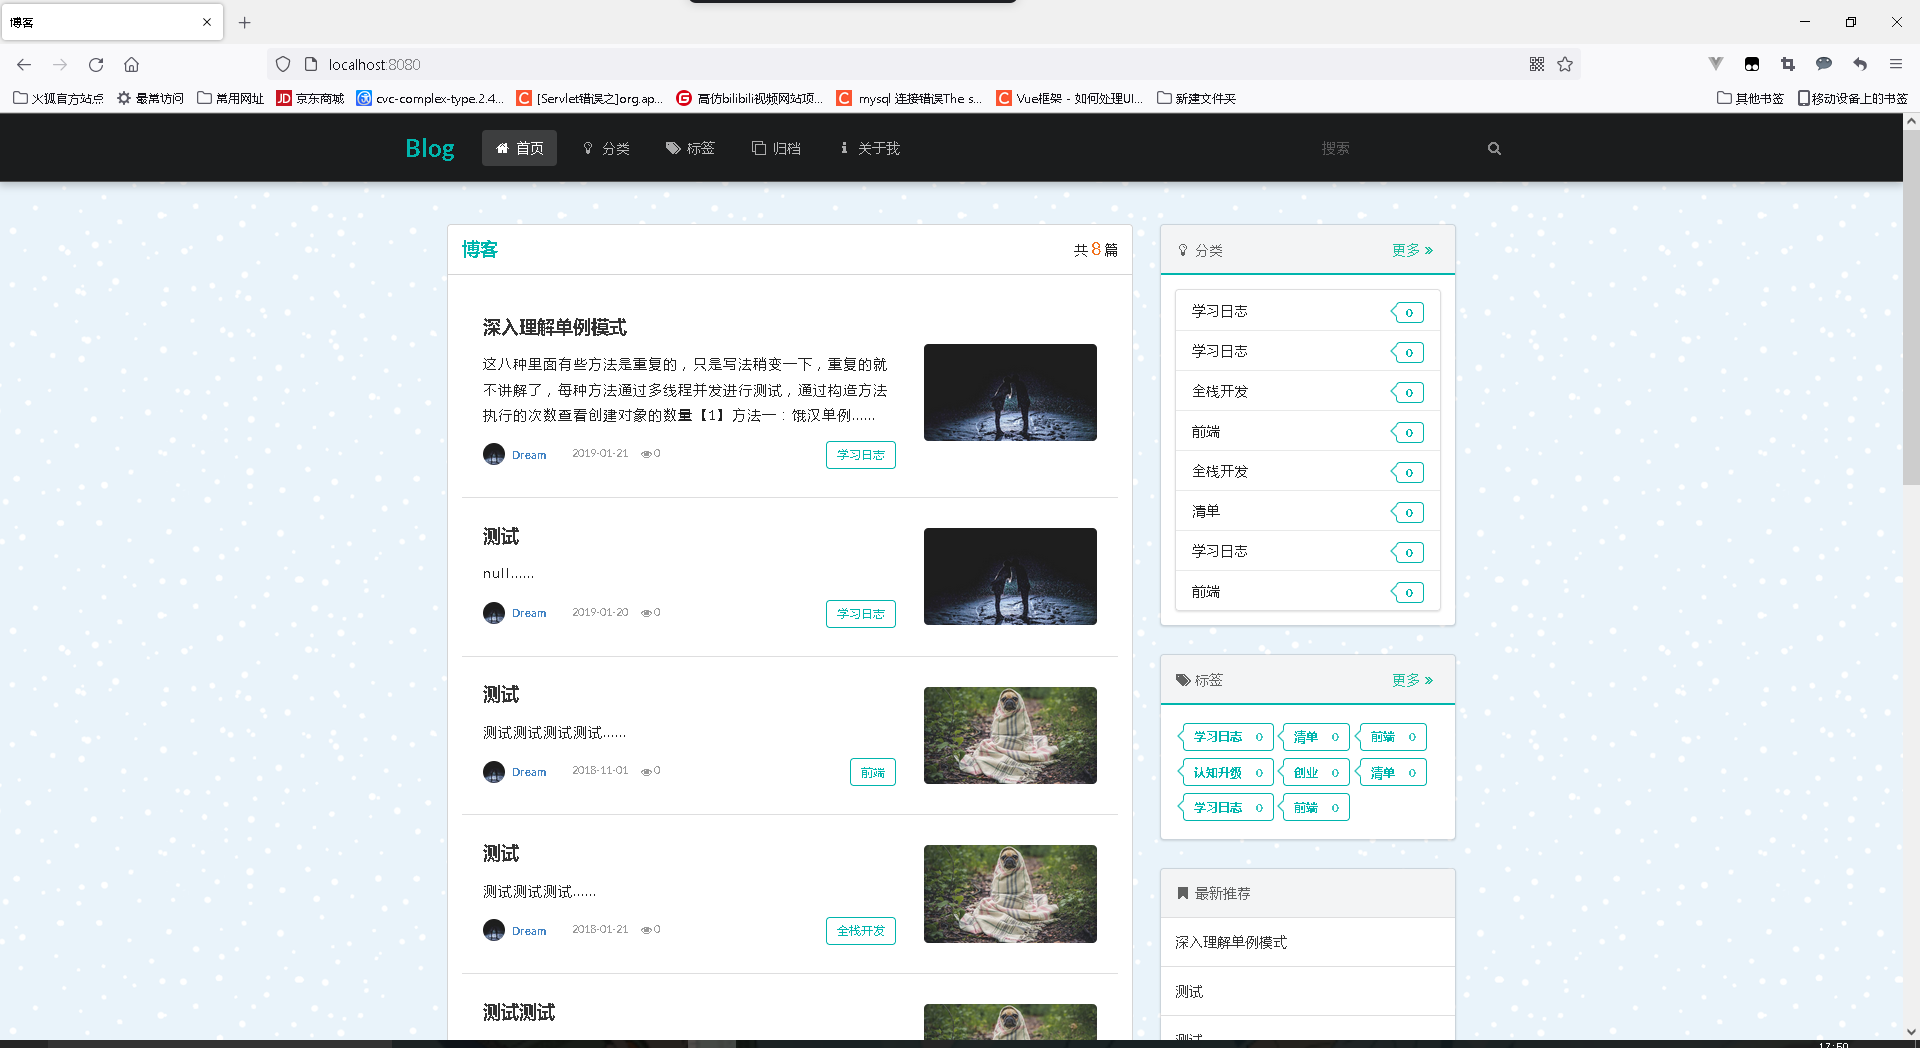 博客
localhost:8080
火狐官方站点 最常访问 常用网址 京东商城 cvc-complex-type.2.4... [Servlet错误之]org.ap... 高仿bilibili视频网站项... mysql 连接错误The s... Vue框架 - 如何处理UI... 新建文件夹 其他书签 移动设备上的书签
Blog 首页 分类 标签 归档 关于我 搜索
博客 共 8 篇
深入理解单例模式
这八种里面有些方法是重复的，只是写法稍变一下，重复的就
不讲解了，每种方法通过多线程并发进行测试，通过构造方法
执行的次数查看创建对象的数量【1】方法一：饿汉单例......
Dream 2019-01-21 0 学习日志
测试
null......
Dream 2019-01-20 0 学习日志
测试
测试测试测试测试......
Dream 2018-11-01 0 前端
测试
测试测试测试......
Dream 2018-01-21 0 全栈开发
测试测试
分类 更多
学习日志 0
学习日志 0
全栈开发 0
前端 0
全栈开发 0
清单 0
学习日志 0
前端 0
标签 更多
学习日志 0 清单 0 前端 0
认知升级 0 创业 0 清单 0
学习日志 0 前端 0
最新推荐
深入理解单例模式
测试
测试